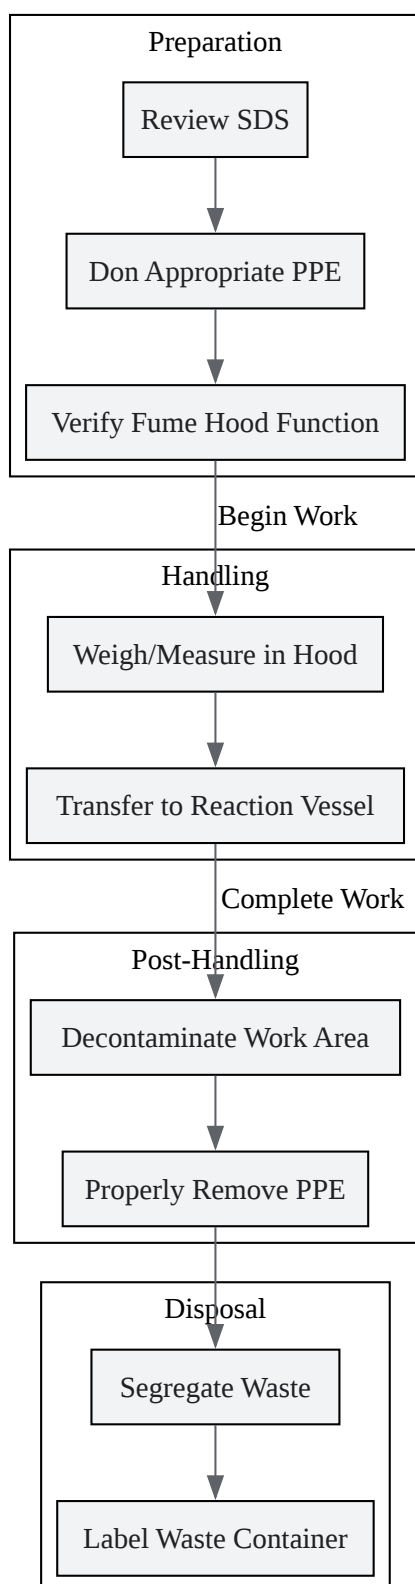 Preparation
Review SDS
Don Appropriate PPE
Verify Fume Hood Function
Begin Work
Handling
Weigh/Measure in Hood
Transfer to Reaction Vessel
Complete Work
Post-Handling
Decontaminate Work Area
Properly Remove PPE
Disposal
Segregate Waste
Label Waste Container